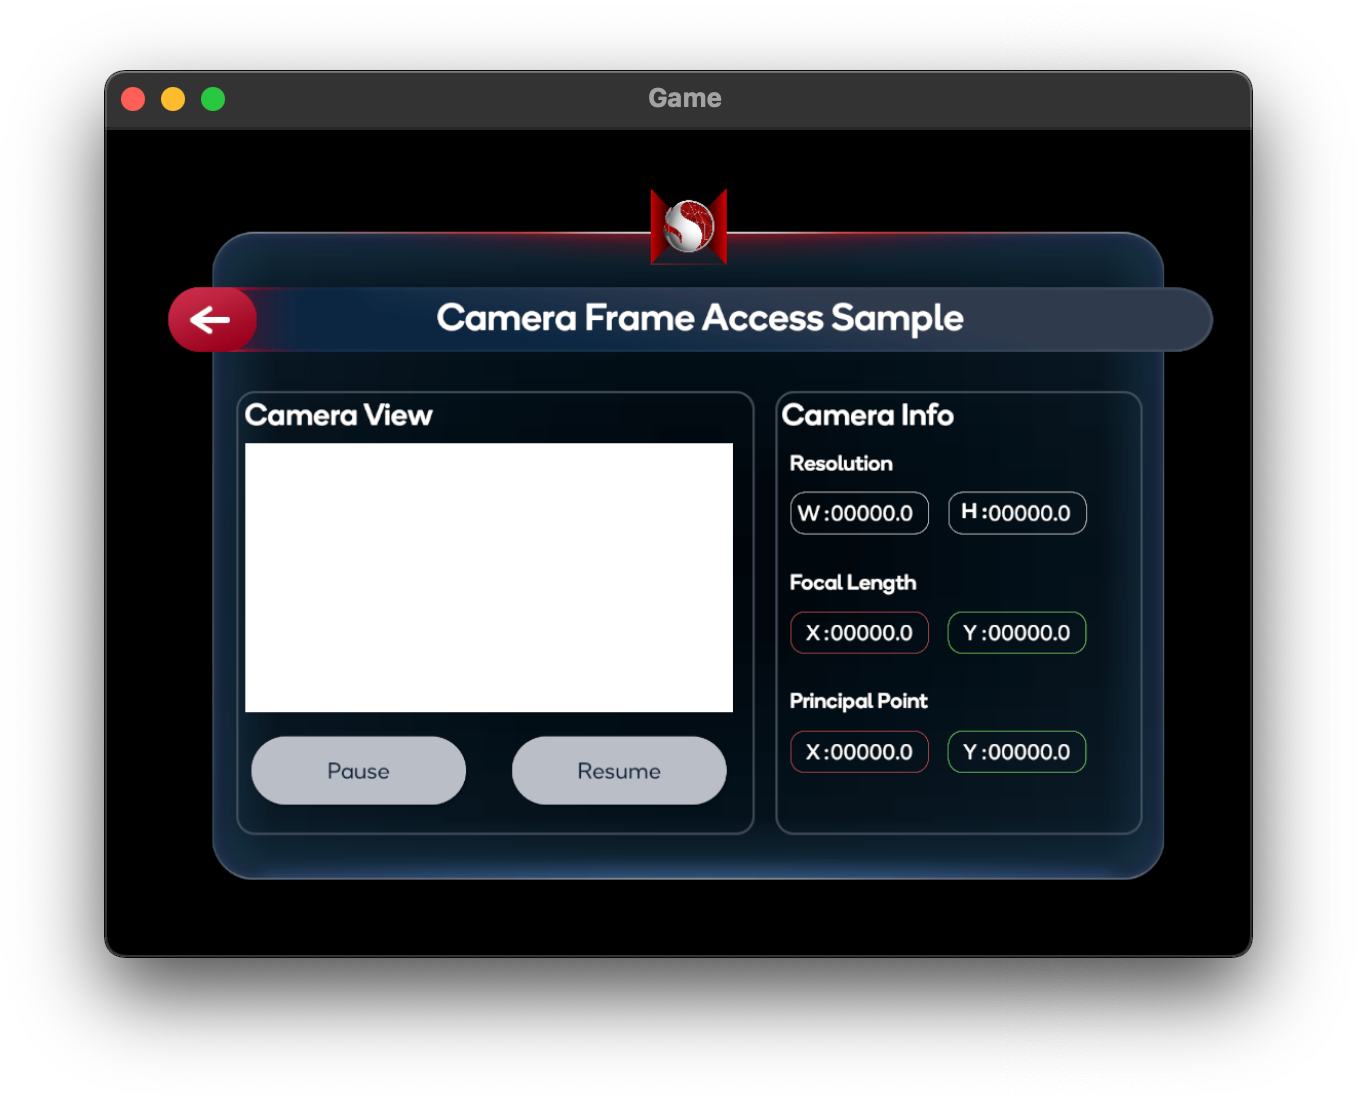 Game
Camera Frame Access Sample
Camera View
Pause
Resume
Camera Info
Resolution
W :00000.0
H :00000.0
Focal Length
X :00000.0
Y :00000.0
Principal Point
X :00000.0
Y :00000.0